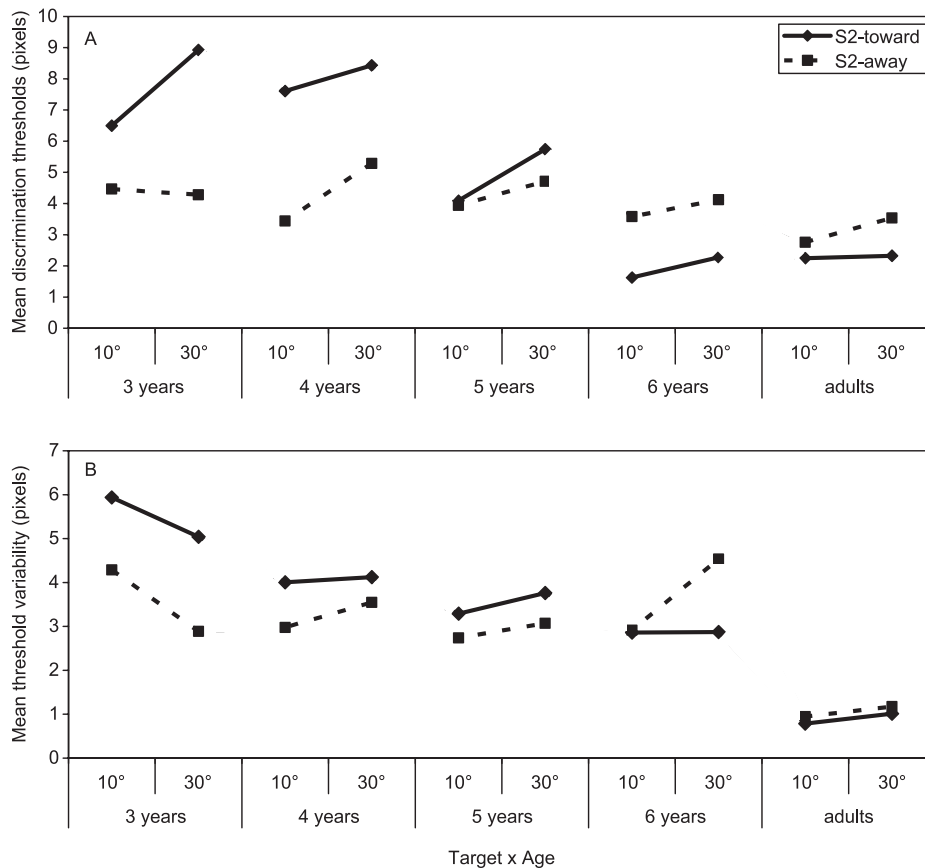 A
S2-toward
S2-away
Mean discrimination thresholds (pixels)
10
9
8
7
6
5
4
3
2
1
0
10° 30° 10° 30° 10° 30° 10° 30° 10° 30°
3 years 4 years 5 years 6 years adults
B
Mean threshold variability (pixels)
7
6
5
4
3
2
1
0
10° 30° 10° 30° 10° 30° 10° 30° 10° 30°
3 years 4 years 5 years 6 years adults
Target x Age